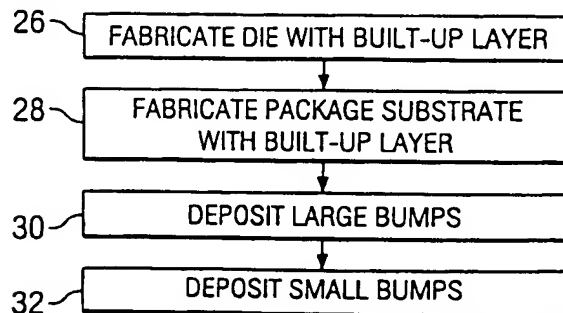 26
FABRICATE DIE WITH BUILT-UP LAYER
28
FABRICATE PACKAGE SUBSTRATE
WITH BUILT-UP LAYER
30
DEPOSIT LARGE BUMPS
32
DEPOSIT SMALL BUMPS